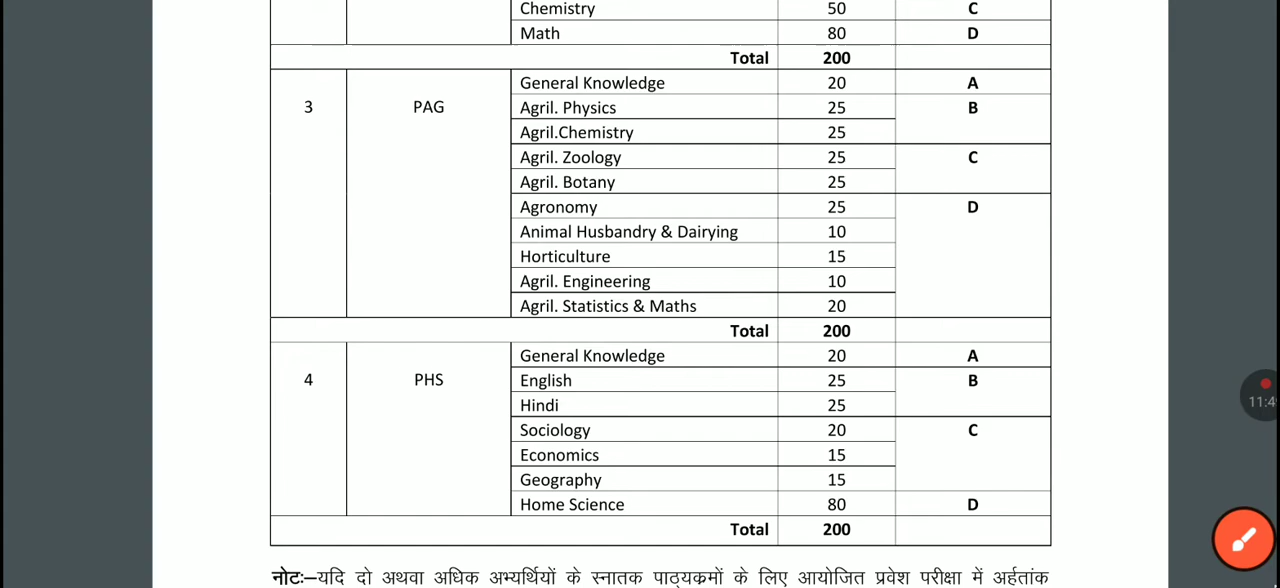 Chemistry 50 C
Math 80 D
Total 200
General Knowledge 20 A
3 PAG Agril. Physics 25 B
Agril.Chemistry 25
Agril. Zoology 25 C
Agril. Botany 25
Agronomy 25 D
Animal Husbandry & Dairying 10
Horticulture 15
Agril. Engineering 10
Agril. Statistics & Maths 20
Total 200
General Knowledge 20 A
4 PHS English 25 B
Hindi 25
Sociology 20 C
Economics 15
Geography 15
Home Science 80 D
Total 200
नोटः–यदि दो अथवा अधिक अभ्यर्थियों के स्नातक पाठ्यक्रमों के लिए आयोजित प्रवेश परीक्षा में अर्हतांक